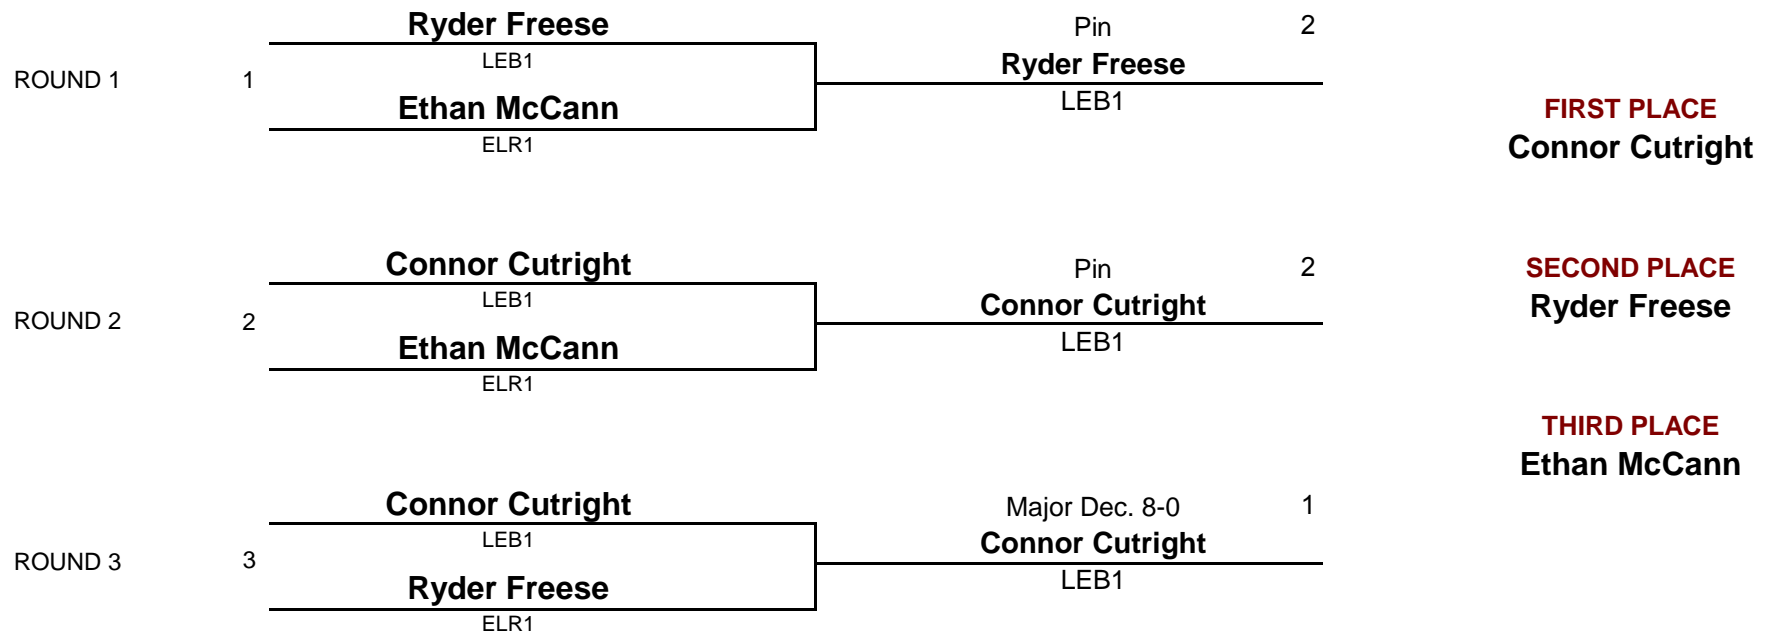 Ryder Freese
Pin 2
LEB1
Ryder Freese
ROUND 1 1
Ethan McCann
LEB1
ELR1
FIRST PLACE
Connor Cutright
Connor Cutright
Pin 2
LEB1
Connor Cutright
ROUND 2 2
Ethan McCann
LEB1
ELR1
SECOND PLACE
Ryder Freese
THIRD PLACE
Ethan McCann
Connor Cutright
Major Dec. 8-0 1
LEB1
Connor Cutright
ROUND 3 3
Ryder Freese
LEB1
ELR1